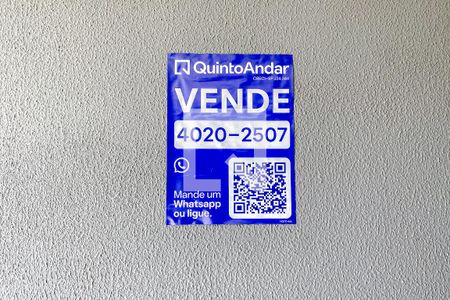 QuintoAndar
VENDE
4020-2507
Mande um
Whatsapp
ou ligue.